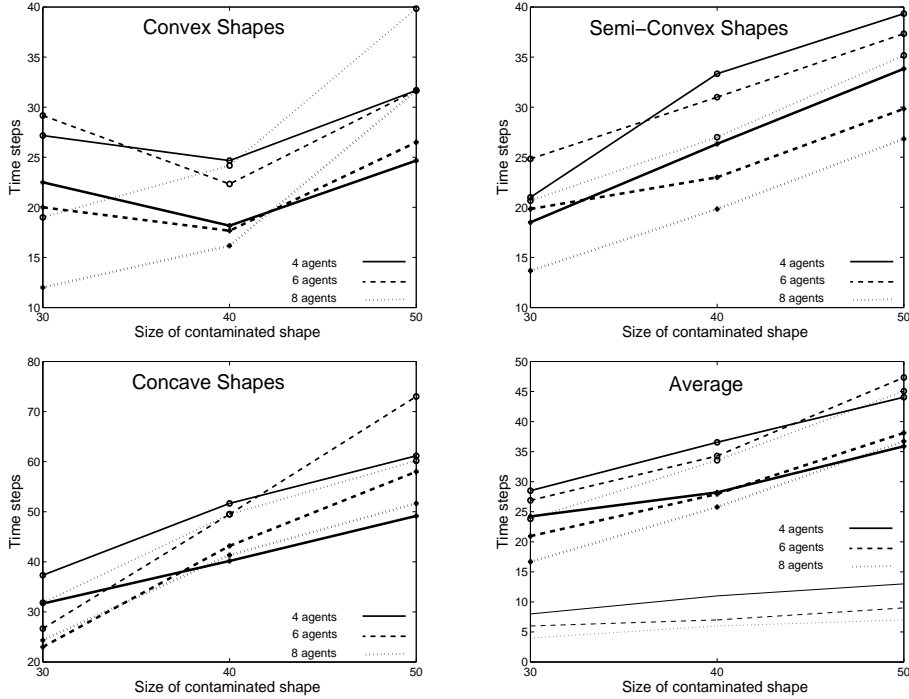 Convex Shapes
Time steps
40
35
30
25
20
15
10
4 agents
6 agents
8 agents
30
40
50
Size of contaminated shape
Semi−Convex Shapes
Time steps
40
35
30
25
20
15
10
4 agents
6 agents
8 agents
30
40
50
Size of contaminated shape
Concave Shapes
Time steps
80
70
60
50
40
30
20
4 agents
6 agents
8 agents
30
40
50
Size of contaminated shape
Average
Time steps
50
45
40
35
30
25
20
15
10
5
0
4 agents
6 agents
8 agents
30
40
50
Size of contaminated shape